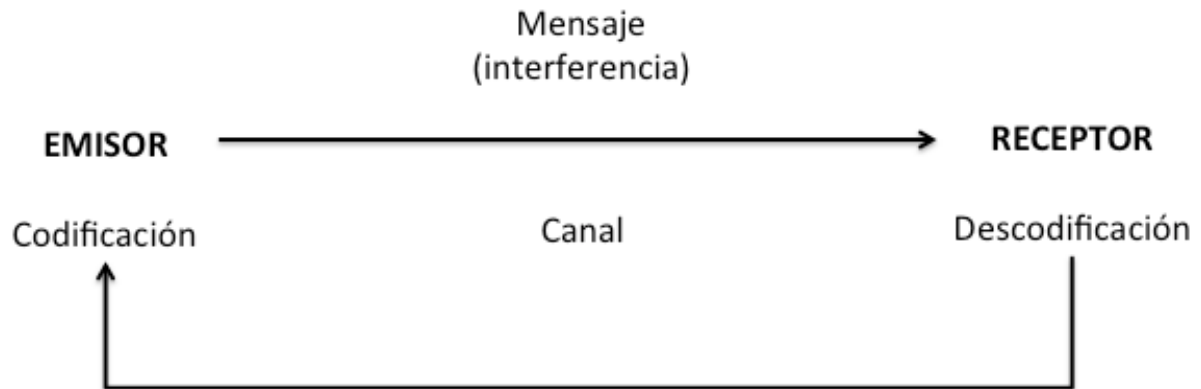 Mensaje
(interferencia)
EMISOR
RECEPTOR
Codificación
Canal
Descodificación